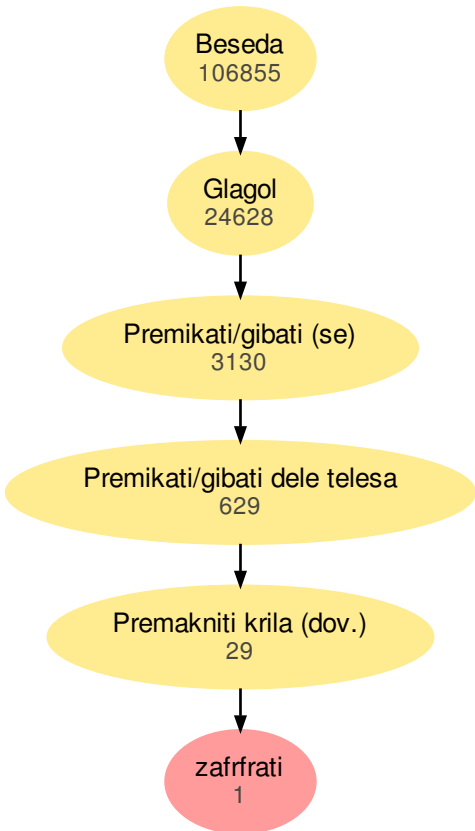 Beseda
106855
Glagol
24628
Premikati/gibati (se)
3130
Premikati/gibati dele telesa
629
Premakniti krila (dov.)
29
zafrfrati
1